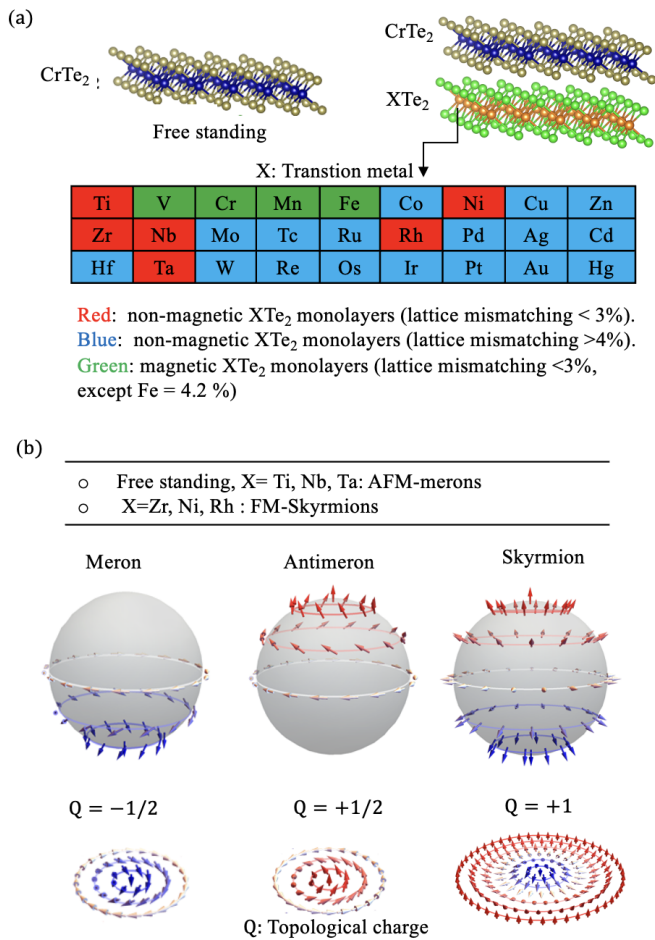 (a)
CrTe₂
CrTe₂ :
XTe₂
Free standing
X: Transtion metal
Ti V Cr Mn Fe Co Ni Cu Zn
Zr Nb Mo Tc Ru Rh Pd Ag Cd
Hf Ta W Re Os Ir Pt Au Hg
Red: non-magnetic XTe₂ monolayers (lattice mismatching < 3%).
Blue: non-magnetic XTe₂ monolayers (lattice mismatching >4%).
Green: magnetic XTe₂ monolayers (lattice mismatching <3%,
except Fe = 4.2 %)
(b)
○ Free standing, X= Ti, Nb, Ta: AFM-merons
○ X=Zr, Ni, Rh : FM-Skyrmions
Meron Antimeron Skyrmion
Q = −1/2 Q = +1/2 Q = +1
Q: Topological charge